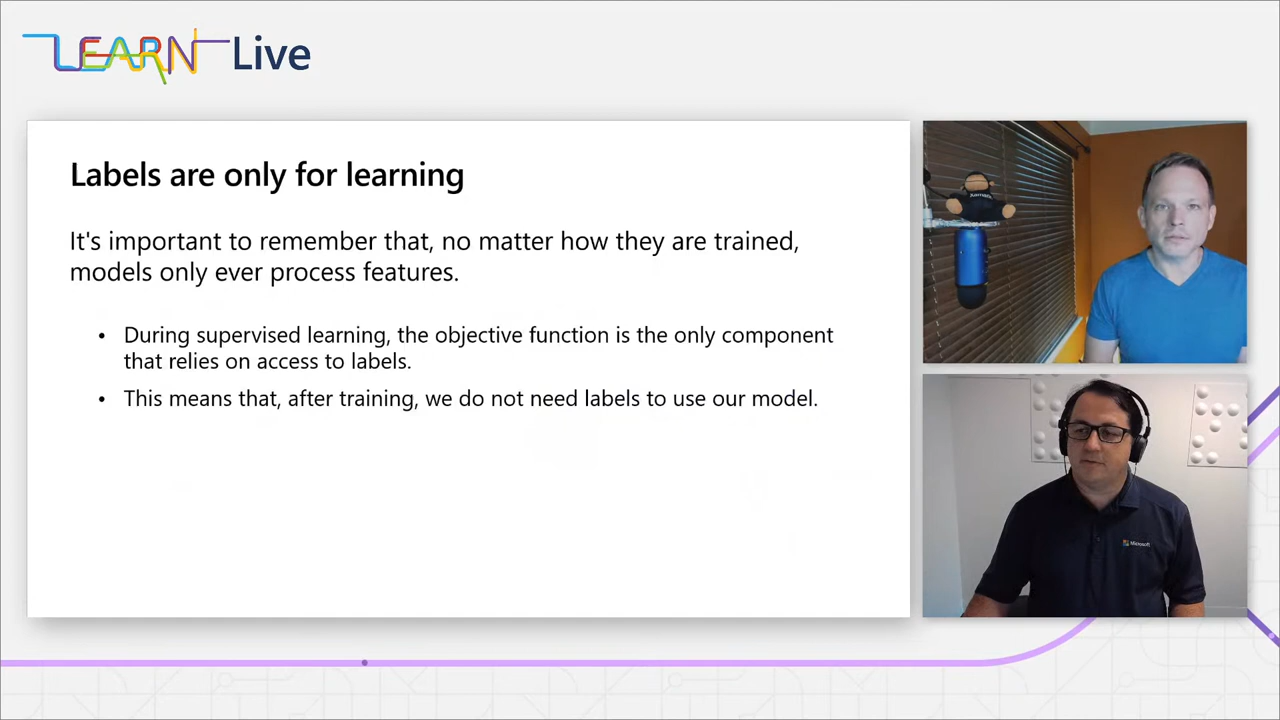 LEARN Live
Labels are only for learning
It's important to remember that, no matter how they are trained,
models only ever process features.
• During supervised learning, the objective function is the only component
that relies on access to labels.
• This means that, after training, we do not need labels to use our model.
Xamarin
Microsoft